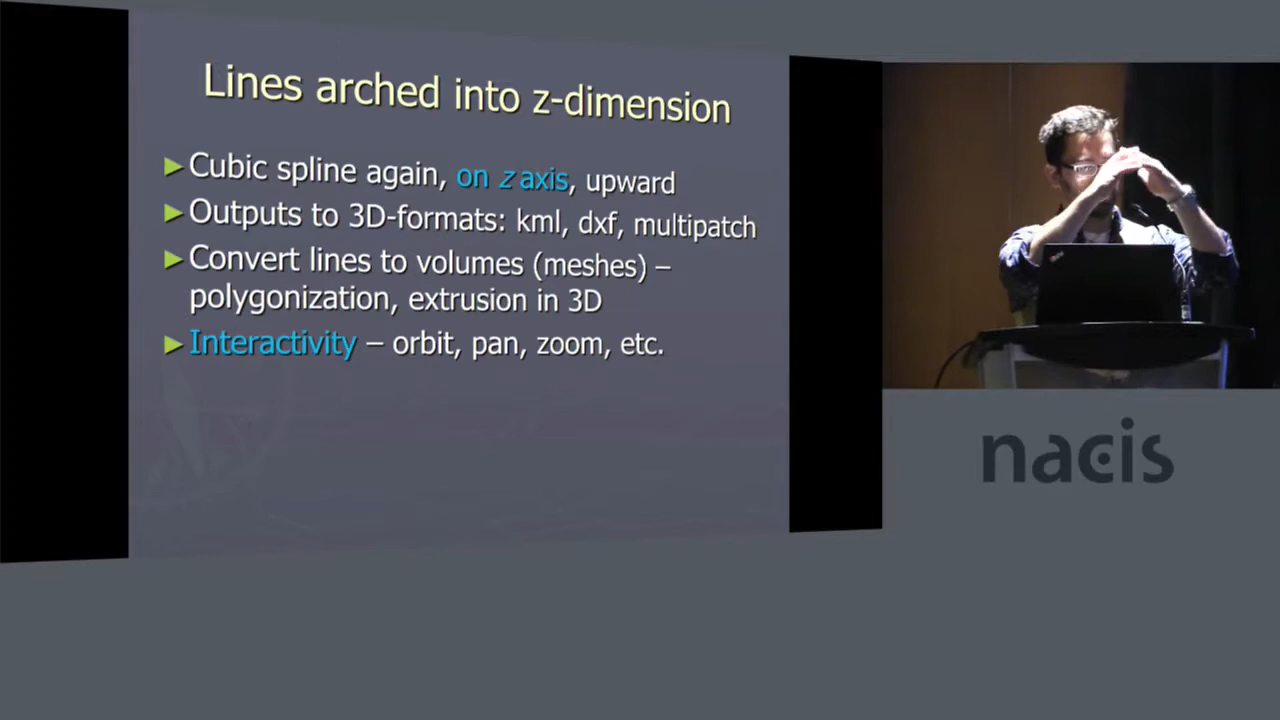 Lines arched into z-dimension
Cubic spline again, on z axis, upward
Outputs to 3D-formats: kml, dxf, multipatch
Convert lines to volumes (meshes) –
polygonization, extrusion in 3D
Interactivity – orbit, pan, zoom, etc.
nacis